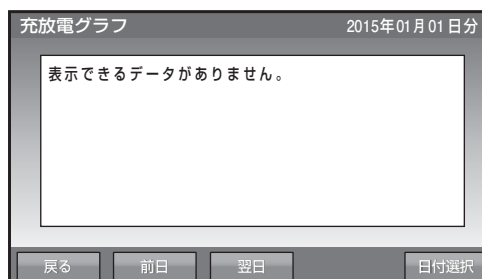 充放電グラフ 2015年01月01日分
表示できるデータがありません。
戻る 前日 翌日 日付選択